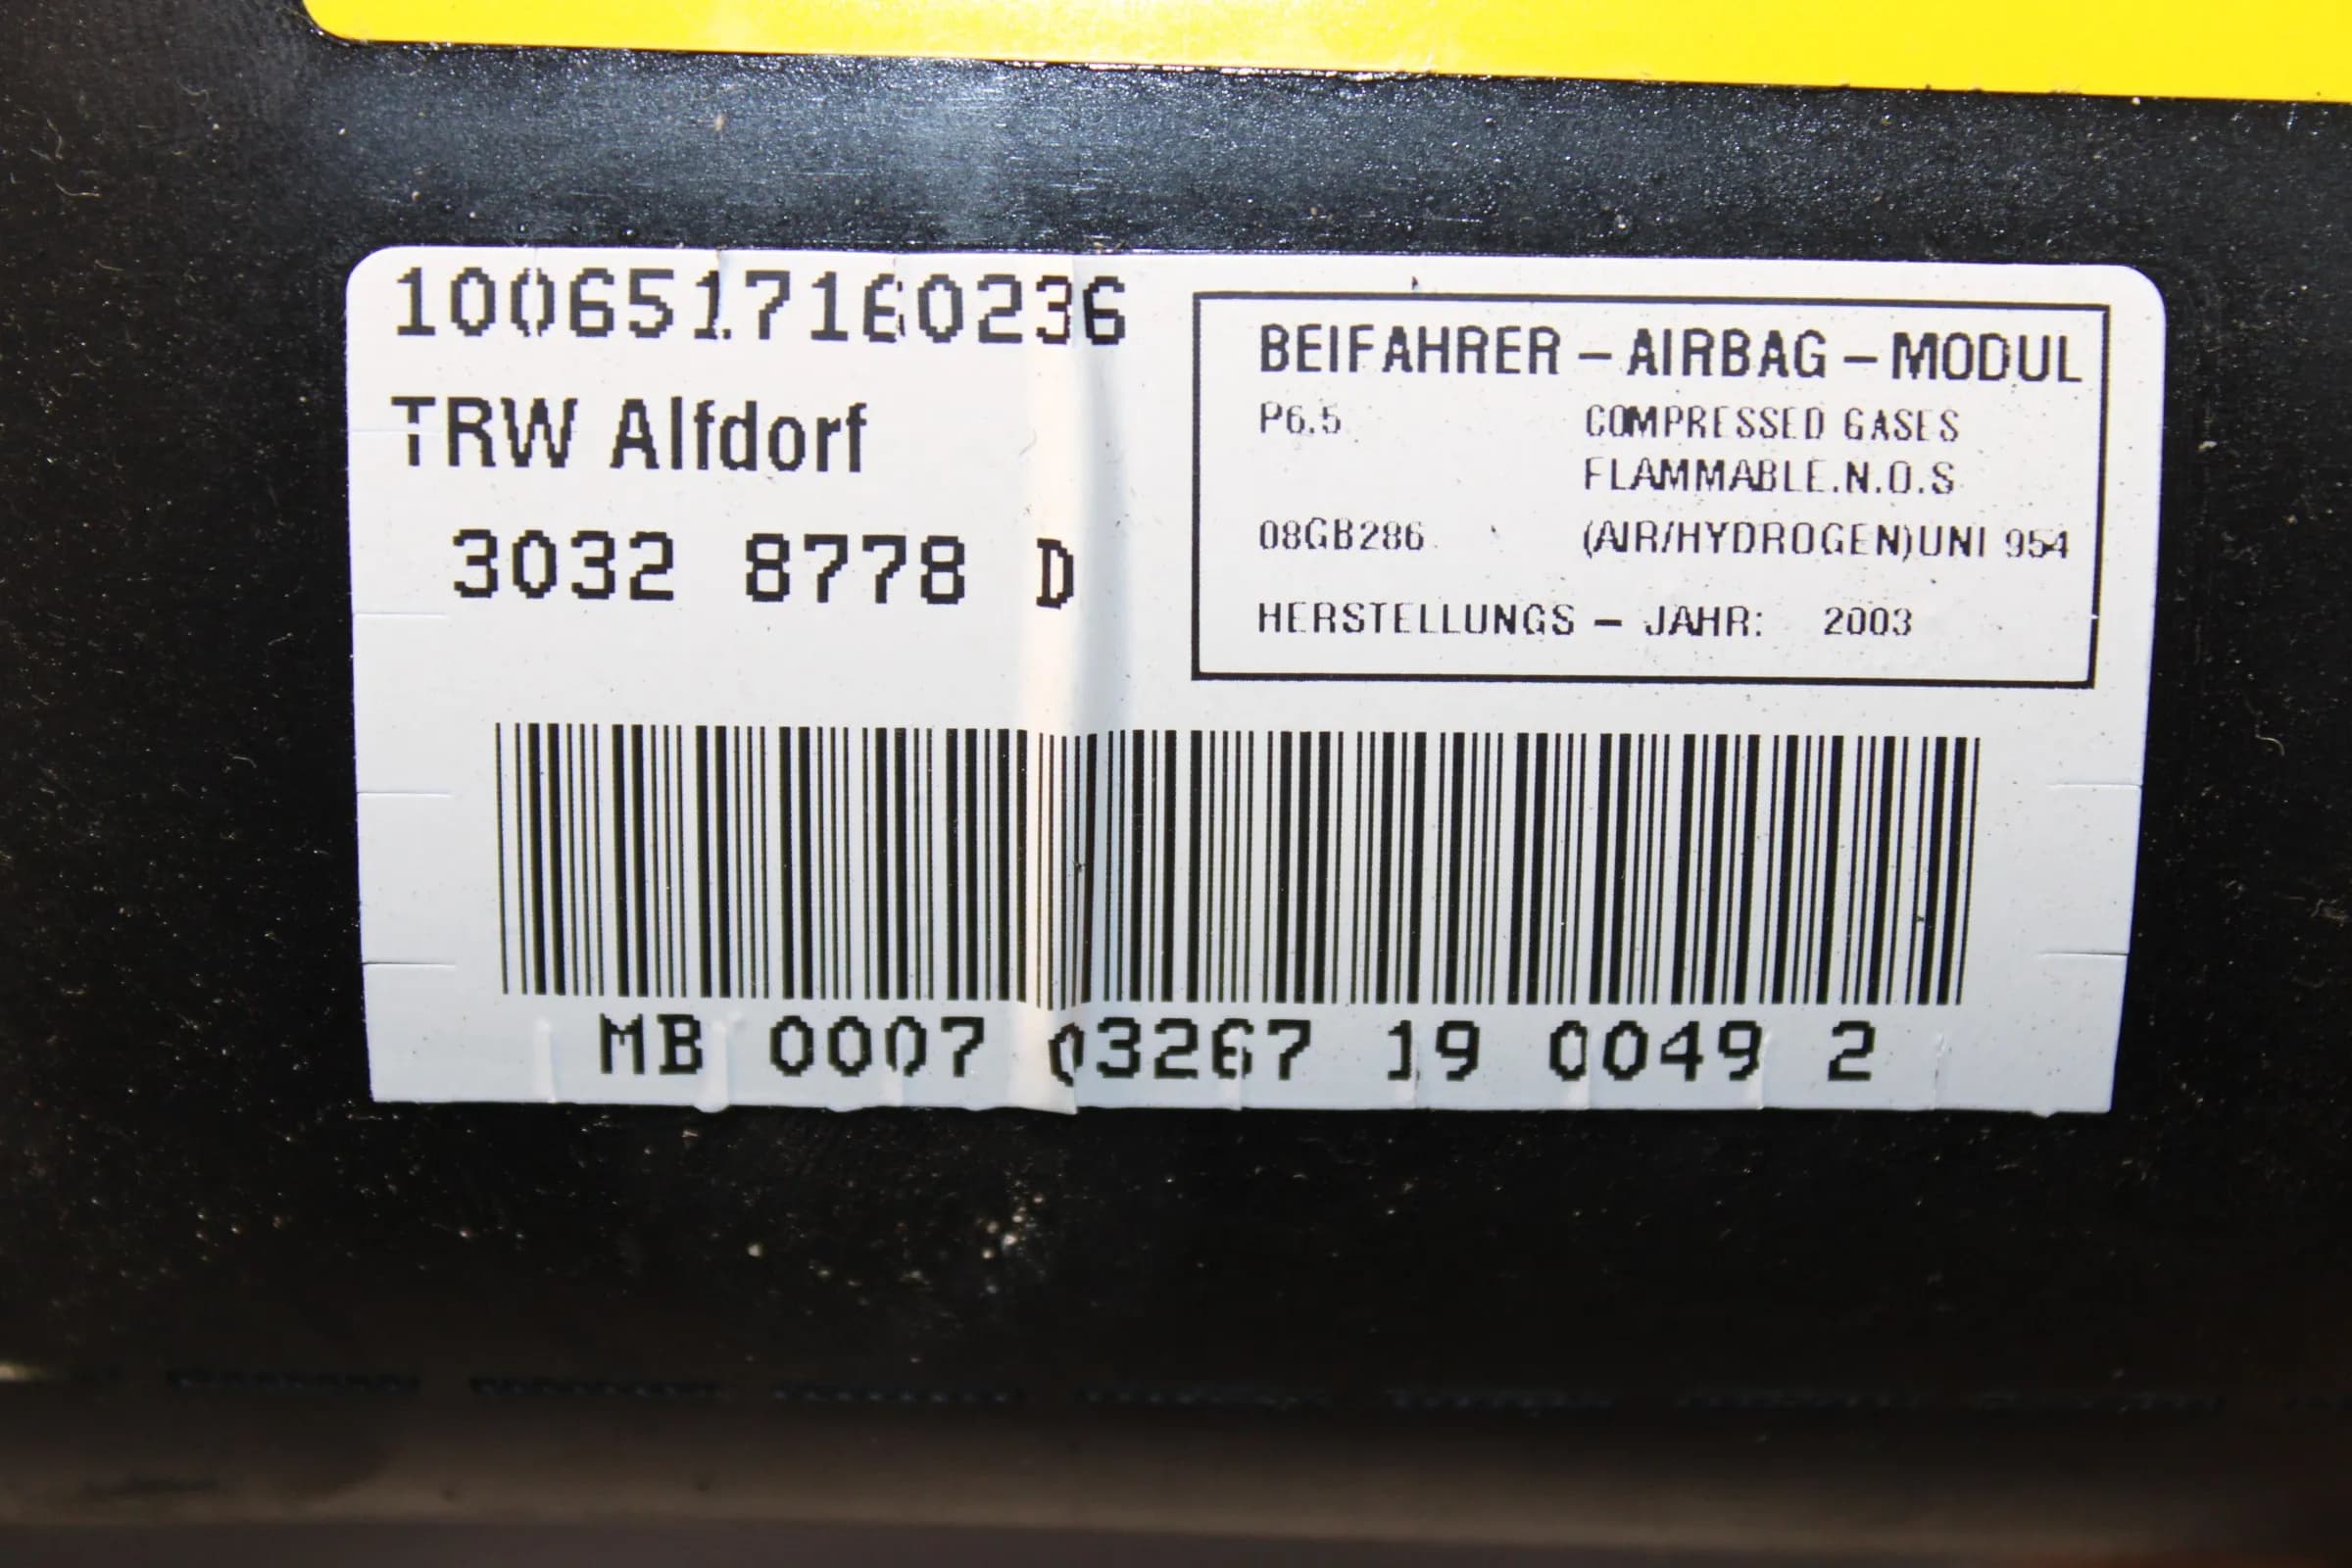 1006517160236
TRW Alfdorf
3032 8778 D
BEIFAHRER – AIRBAG – MODUL
P6.5 COMPRESSED GASES
FLAMMABLE.N.O.S
08GB286 (AIR/HYDROGEN)UNI 954
HERSTELLUNGS – JAHR: 2003
MB 0007 03267 19 0049 2